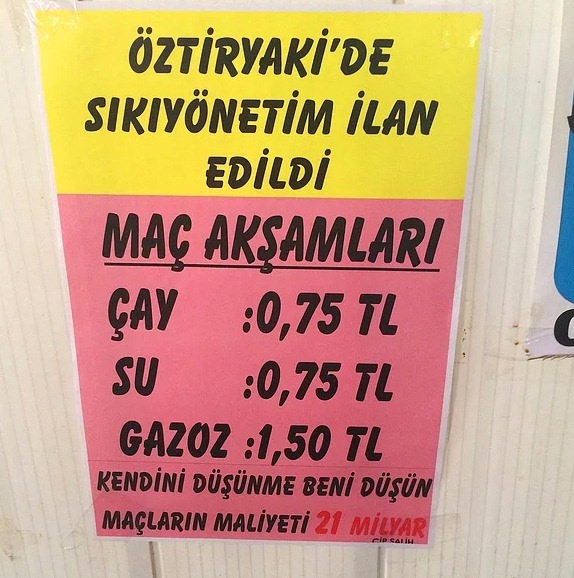 ÖZTİRYAKİ'DE
SIKIYÖNETİM İLAN
EDİLDİ
MAÇ AKŞAMLARI
ÇAY :0,75 TL
SU :0,75 TL
GAZOZ :1,50 TL
KENDİNİ DÜŞÜNME BENİ DÜŞÜN
MAÇLARIN MALİYETİ 21 MİLYAR